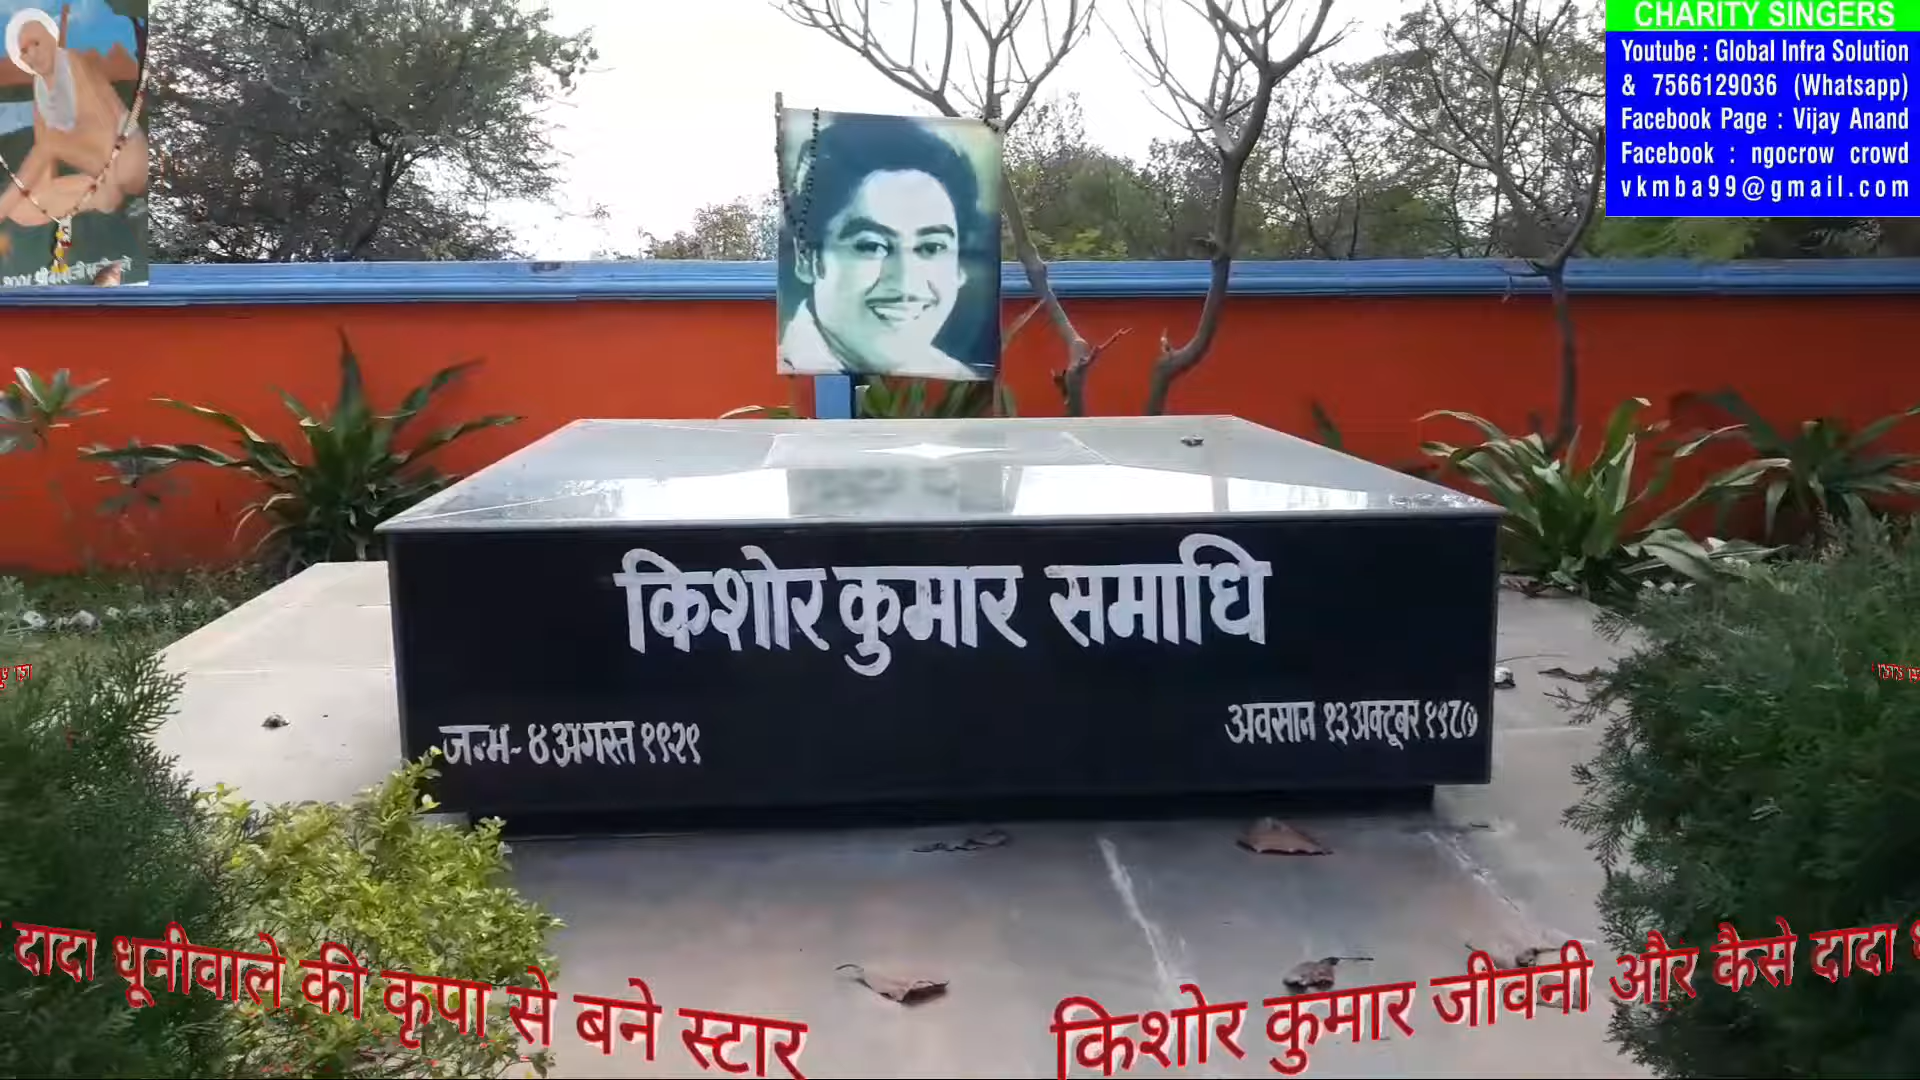 CHARITY SINGERS
Youtube : Global Infra Solution
& 7566129036 (Whatsapp)
Facebook Page : Vijay Anand
Facebook : ngocrow crowd
vkmba99@gmail.com
किशोर कुमार समाधि
जन्म- ४ अगस्त १९२९
अवसान १३ अक्टूबर १९८७
दादा धूनीवाले की कृपा से बने स्टार
किशोर कुमार जीवनी और कैसे दादा